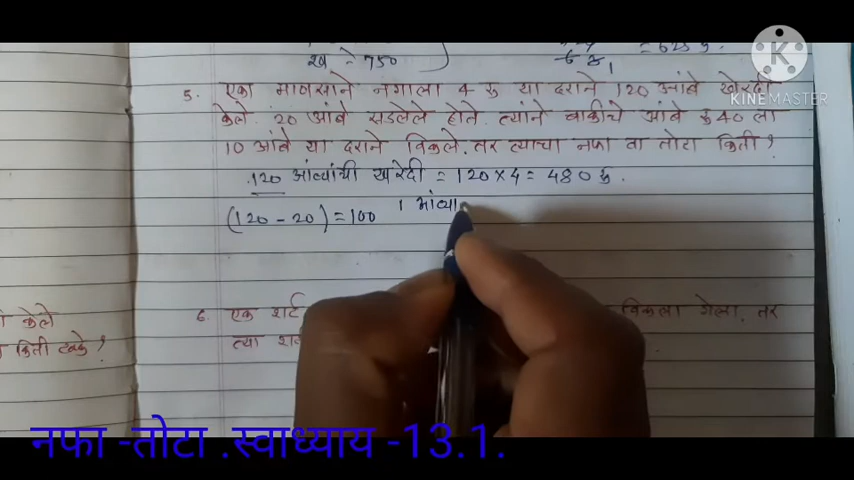 ख = 750
= 625 रु
K
KINEMASTER
5. एका माणसाने नगाला 4 रु या दराने 120 आंबे खरेदी
केले. 20 आंबे सडलेले होते. त्याने बाकीचे आंबे रु 40 ला
10 आंबे या दराने विकले. तर त्याचा नफा वा तोटा किती?
120 आंब्यांची खरेदी = 120 × 4 = 480 रु.
(120 - 20) = 100 1 आंब्या
केले
किती टक्के?
6. एक शर्ट विकला गेला. तर
त्या
नफा -तोटा .स्वाध्याय -13.1.